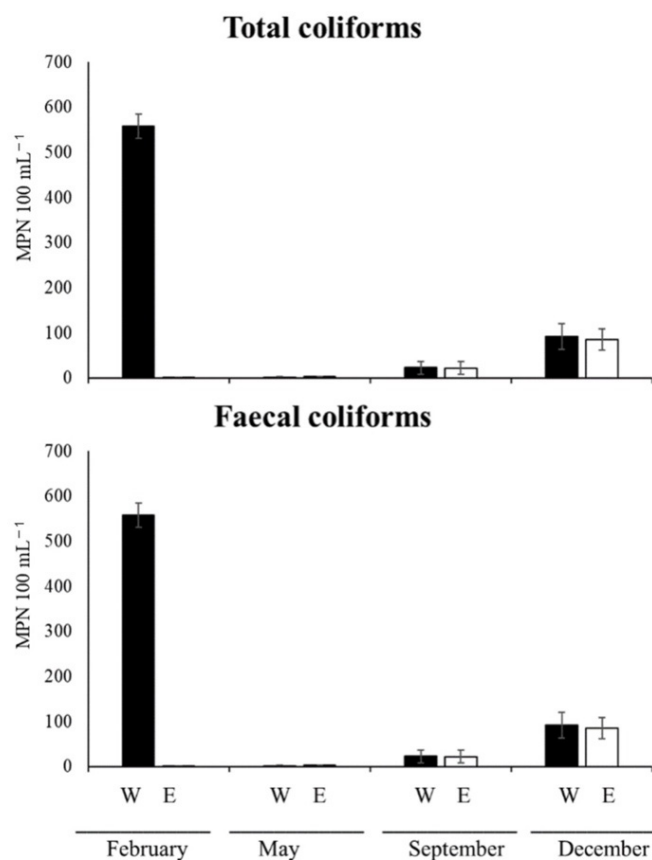 Total coliforms
700
600
500
400
300
200
100
0
MPN 100 mL⁻¹
Faecal coliforms
700
600
500
400
300
200
100
0
MPN 100 mL⁻¹
W E W E W E W E
February May September December